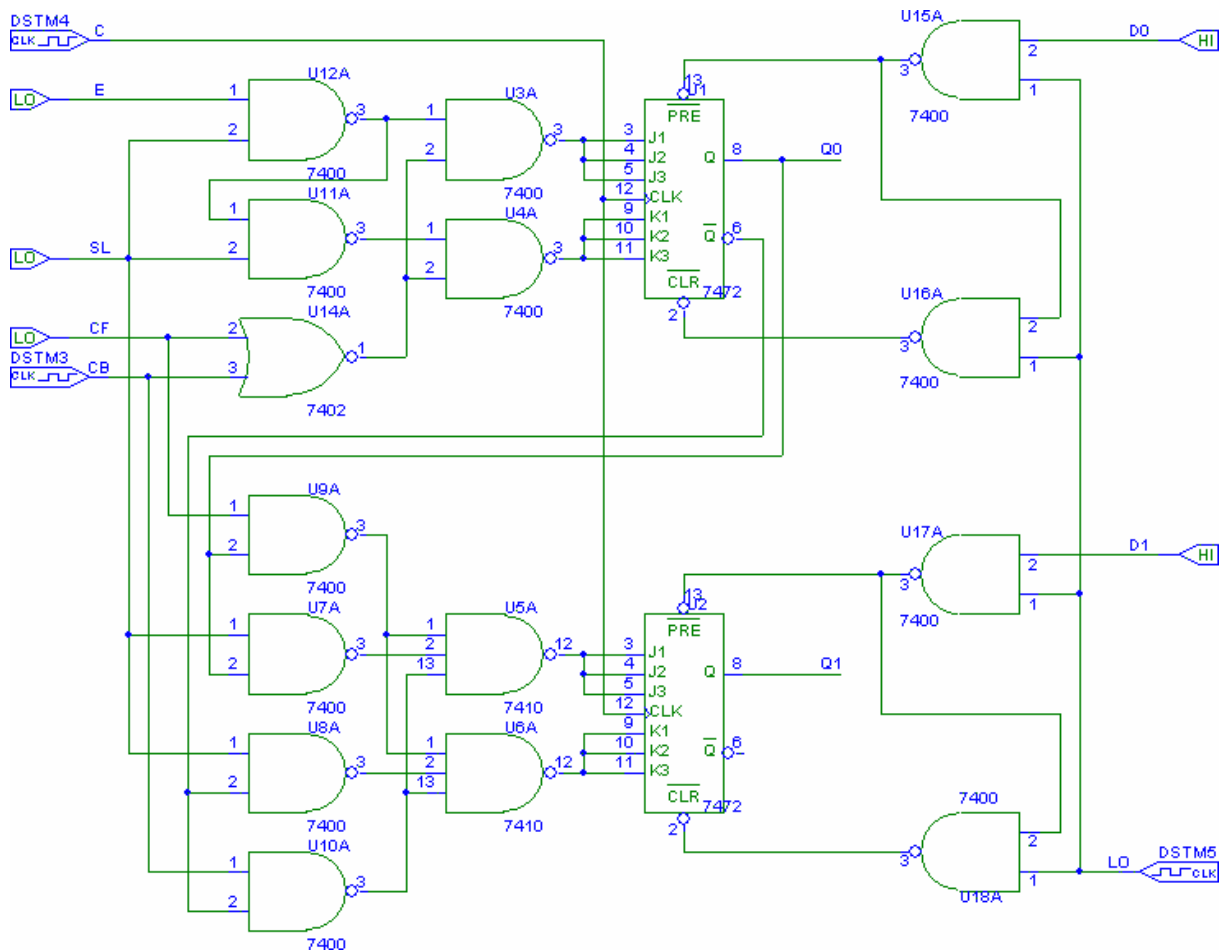 DSTM4
CLK
C
LO
E
U12A
1
2
3
7400
U11A
1
2
3
7400
LO
SL
U14A
LO
CF
2
3
1
7402
DSTM3
CLK
CB
U3A
1
2
3
7400
U4A
1
2
3
7400
13
U1
PRE
3
J1
4
J2
5
J3
12
CLK
9
K1
10
K2
11
K3
Q
8
Q0
Q
6
CLR
2
7472
U15A
3
2
1
7400
D0
HI
U16A
3
2
1
7400
U9A
1
2
3
7400
U7A
1
2
3
7400
U8A
1
2
3
7400
U10A
1
2
3
7400
U5A
1
2
13
12
7410
U6A
1
2
13
12
7410
13
U2
PRE
3
J1
4
J2
5
J3
12
CLK
9
K1
10
K2
11
K3
Q
8
Q1
Q
6
CLR
2
7472
U17A
3
2
1
7400
D1
HI
7400
3
2
1
U18A
LO
DSTM5
CLK